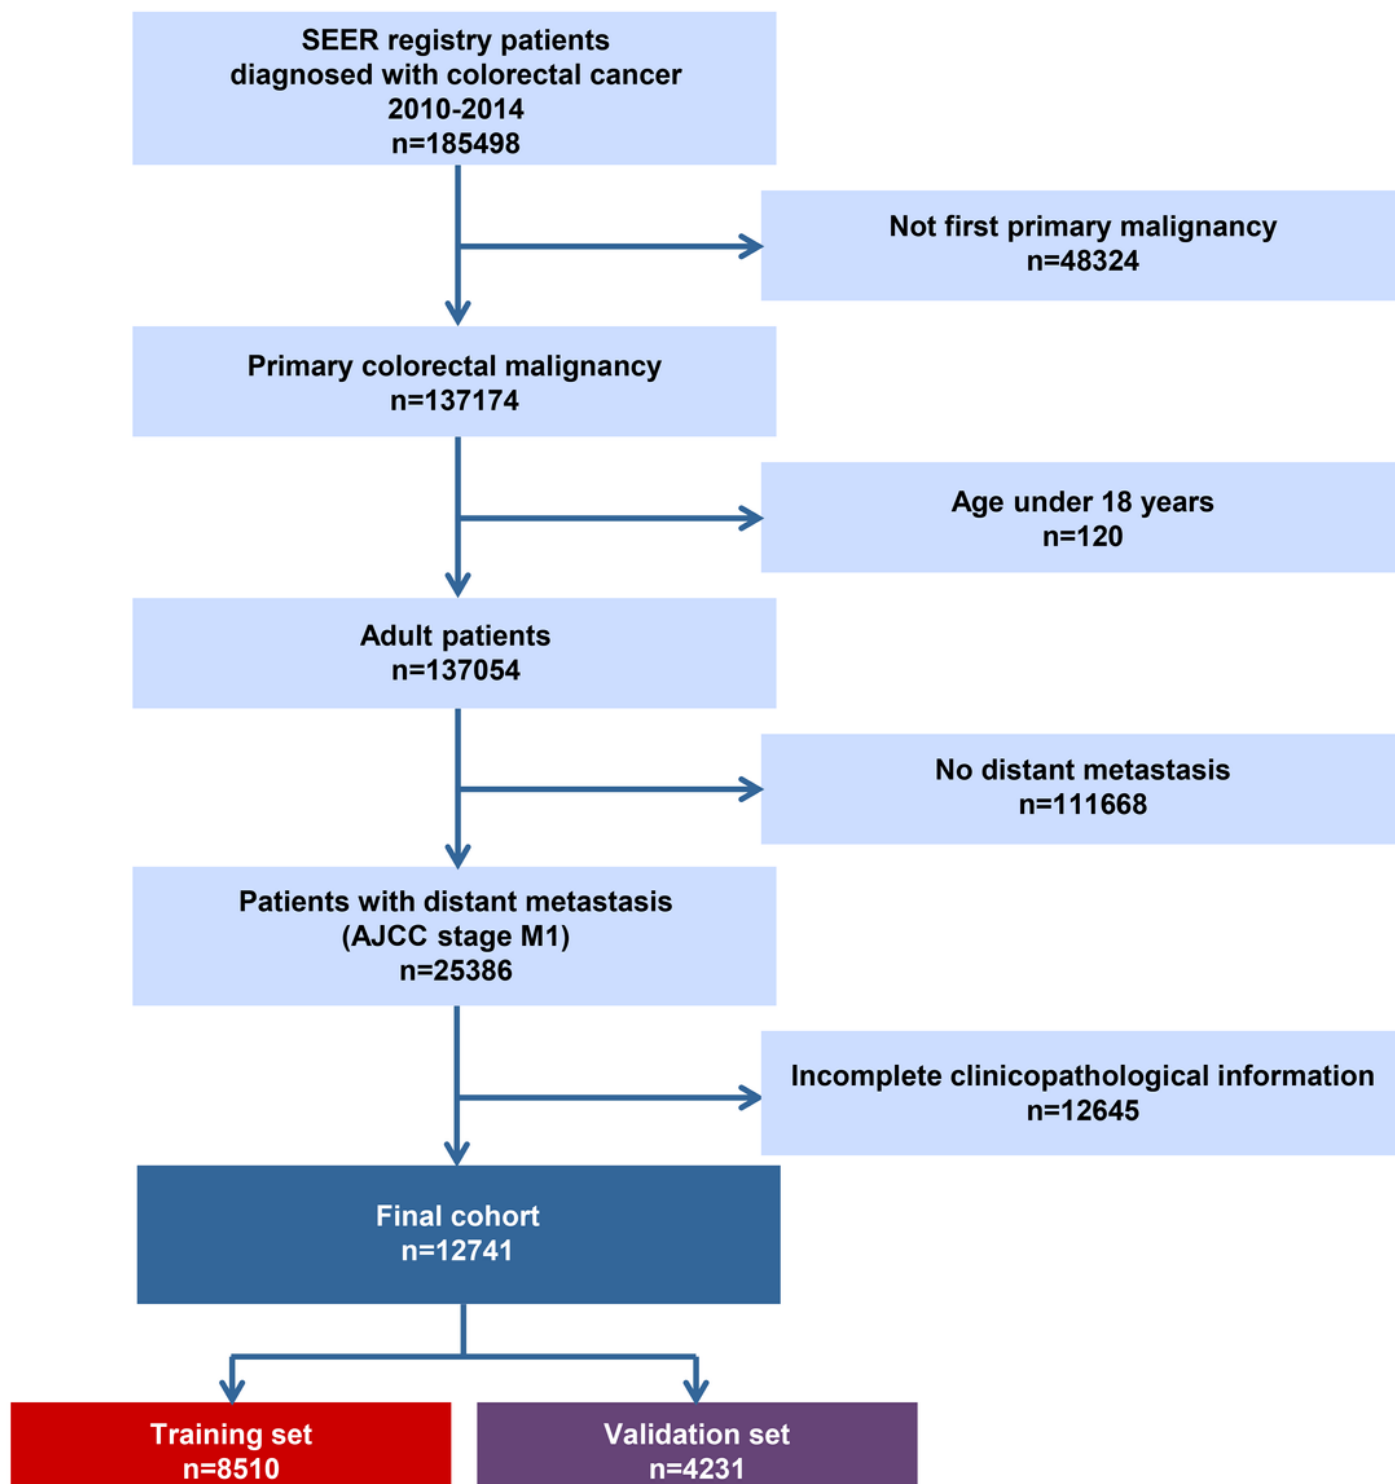 SEER registry patients
diagnosed with colorectal cancer
2010-2014
n=185498
Not first primary malignancy
n=48324
Primary colorectal malignancy
n=137174
Age under 18 years
n=120
Adult patients
n=137054
No distant metastasis
n=111668
Patients with distant metastasis
(AJCC stage M1)
n=25386
Incomplete clinicopathological information
n=12645
Final cohort
n=12741
Training set
n=8510
Validation set
n=4231